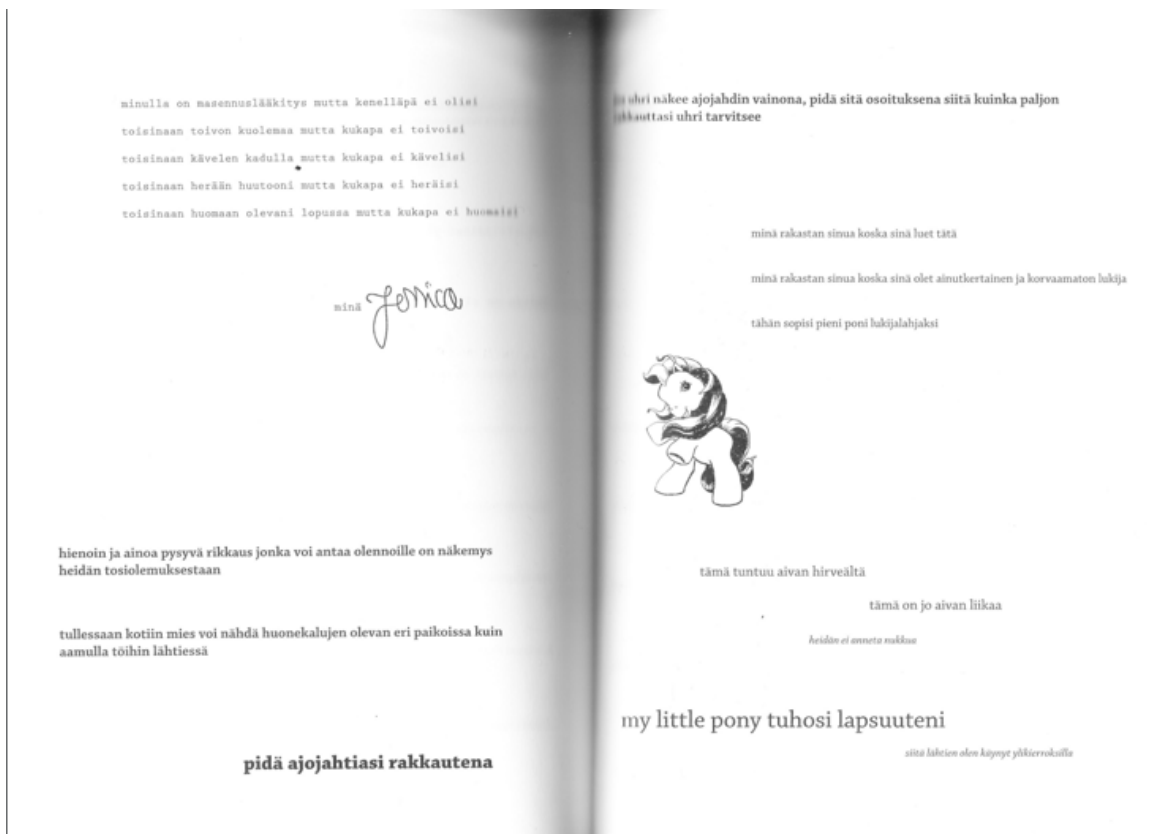 minulla on masennuslääkitys mutta kenelläpä ei olisi
toisinaan toivon kuolemaa mutta kukapa ei toivoisi
toisinaan kävelen kadulla mutta kukapa ei kävelisi
toisinaan herään huutooni mutta kukapa ei heräisi
toisinaan huomaan olevani lopussa mutta kukapa ei huomaisi
minä Jessica
hienoin ja ainoa pysyvä rikkaus jonka voi antaa olennoille on näkemys
heidän tosiolemuksestaan
tullessaan kotiin mies voi nähdä huonekalujen olevan eri paikoissa kuin
aamulla töihin lähtiessä
pidä ajojahtiasi rakkautena
uhri näkee ajojahdin vainona, pidä sitä osoituksena siitä kuinka paljon
rakkauttasi uhri tarvitsee
minä rakastan sinua koska sinä luet tätä
minä rakastan sinua koska sinä olet ainutkertainen ja korvaamaton lukija
tähän sopisi pieni poni lukijalahjaksi
tämä tuntuu aivan hirveältä
tämä on jo aivan liikaa
heidän ei anneta nukkua
my little pony tuhosi lapsuuteni
siitä lähtien olen käynyt ylikierroksilla